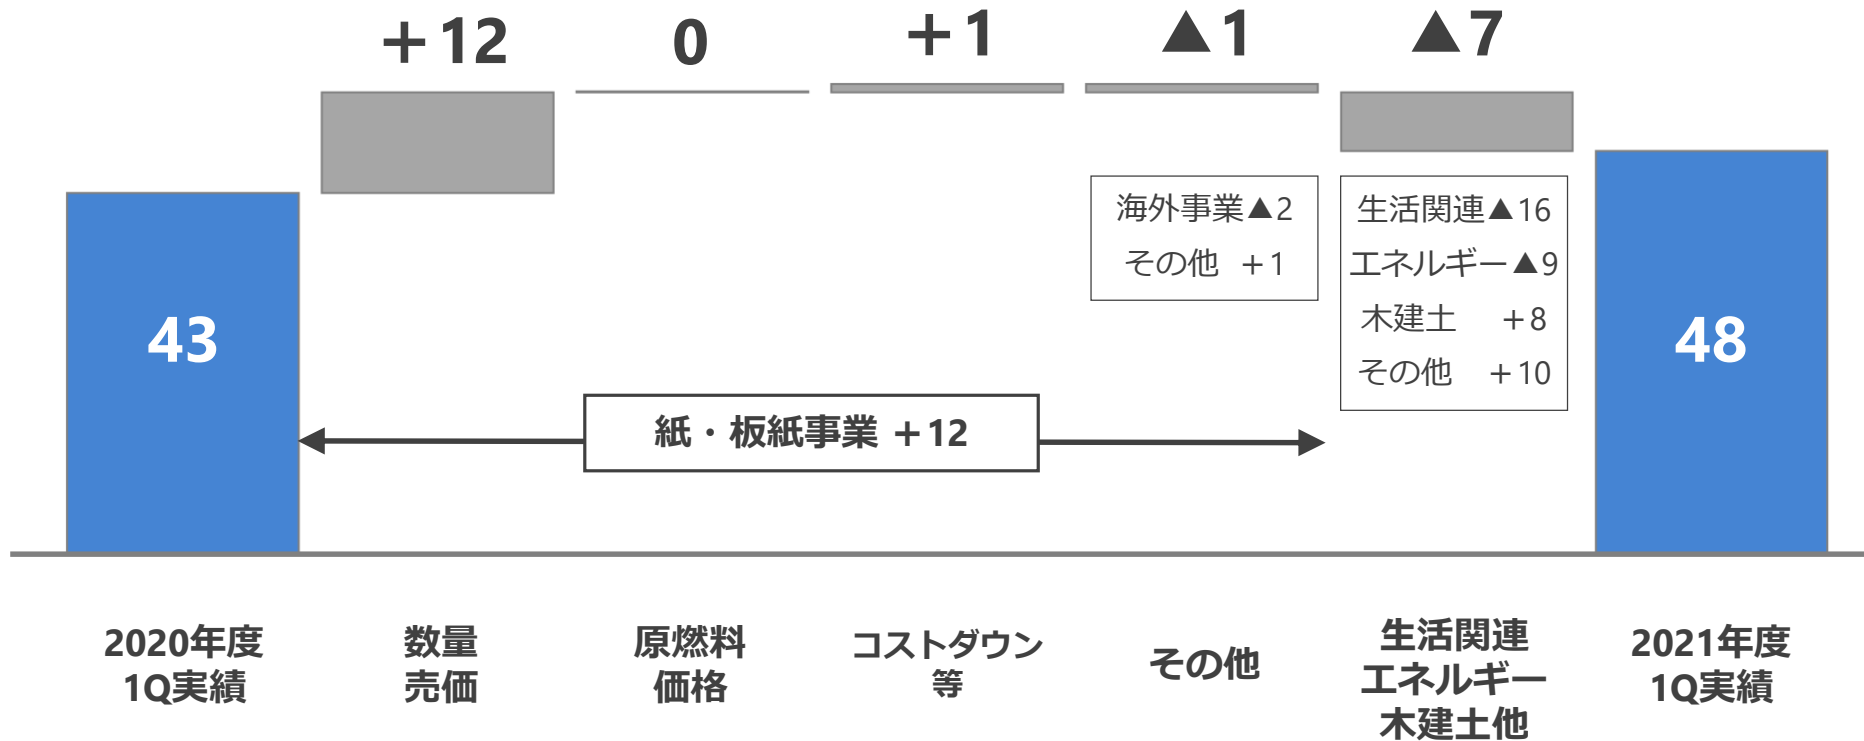 ＋12
0
＋1
▲1
▲7
海外事業▲2
その他 ＋1
生活関連▲16
エネルギー▲9
木建土 ＋8
その他 ＋10
43
48
紙・板紙事業 ＋12
2020年度
1Q実績
数量
売価
原燃料
価格
コストダウン
等
その他
生活関連
エネルギー
木建土他
2021年度
1Q実績